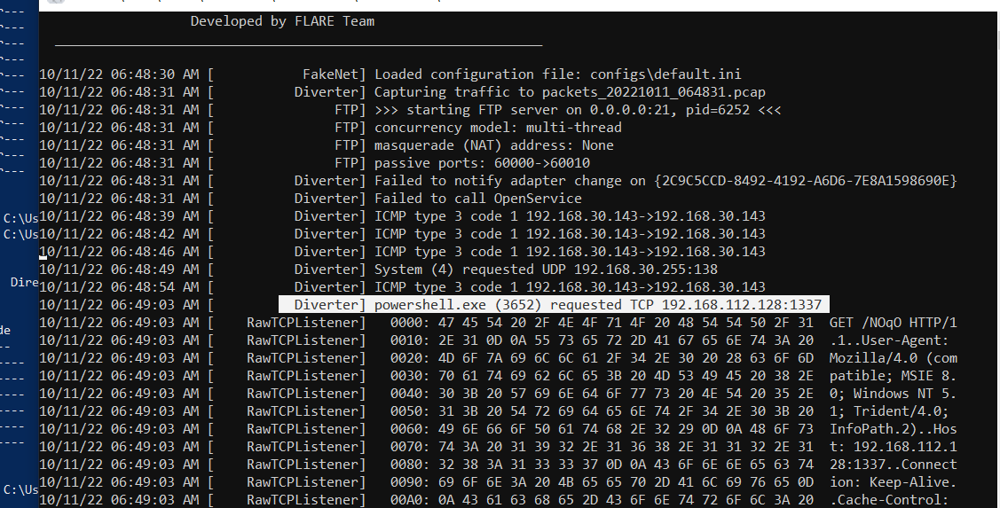 Developed by FLARE Team
10/11/22 06:48:30 AM [ FakeNet] Loaded configuration file: configs\default.ini
10/11/22 06:48:31 AM [ Diverter] Capturing traffic to packets_20221011_064831.pcap
10/11/22 06:48:31 AM [ FTP] >>> starting FTP server on 0.0.0.0:21, pid=6252 <<<
10/11/22 06:48:31 AM [ FTP] concurrency model: multi-thread
10/11/22 06:48:31 AM [ FTP] masquerade (NAT) address: None
10/11/22 06:48:31 AM [ FTP] passive ports: 60000->60010
10/11/22 06:48:31 AM [ Diverter] Failed to notify adapter change on {2C9C5CCD-8492-4192-A6D6-7E8A1598690E}
10/11/22 06:48:31 AM [ Diverter] Failed to call OpenService
C:\Us
10/11/22 06:48:39 AM [ Diverter] ICMP type 3 code 1 192.168.30.143->192.168.30.143
C:\Us
10/11/22 06:48:42 AM [ Diverter] ICMP type 3 code 1 192.168.30.143->192.168.30.143
10/11/22 06:48:46 AM [ Diverter] ICMP type 3 code 1 192.168.30.143->192.168.30.143
10/11/22 06:48:49 AM [ Diverter] System (4) requested UDP 192.168.30.255:138
Dire
10/11/22 06:48:54 AM [ Diverter] ICMP type 3 code 1 192.168.30.143->192.168.30.143
10/11/22 06:49:03 AM [ Diverter] powershell.exe (3652) requested TCP 192.168.112.128:1337
10/11/22 06:49:03 AM [ RawTCPListener] 0000: 47 45 54 20 2F 4E 4F 71 4F 20 48 54 54 50 2F 31 GET /NOqO HTTP/1
de
10/11/22 06:49:03 AM [ RawTCPListener] 0010: 2E 31 0D 0A 55 73 65 72 2D 41 67 65 6E 74 3A 20 .1..User-Agent:
10/11/22 06:49:03 AM [ RawTCPListener] 0020: 4D 6F 7A 69 6C 6C 61 2F 34 2E 30 20 28 63 6F 6D Mozilla/4.0 (com
10/11/22 06:49:03 AM [ RawTCPListener] 0030: 70 61 74 69 62 6C 65 3B 20 4D 53 49 45 20 38 2E patible; MSIE 8.
10/11/22 06:49:03 AM [ RawTCPListener] 0040: 30 3B 20 57 69 6E 64 6F 77 73 20 4E 54 20 35 2E 0; Windows NT 5.
10/11/22 06:49:03 AM [ RawTCPListener] 0050: 31 3B 20 54 72 69 64 65 6E 74 2F 34 2E 30 3B 20 1; Trident/4.0;
10/11/22 06:49:03 AM [ RawTCPListener] 0060: 49 6E 66 6F 50 61 74 68 2E 32 29 0D 0A 48 6F 73 InfoPath.2)..Hos
10/11/22 06:49:03 AM [ RawTCPListener] 0070: 74 3A 20 31 39 32 2E 31 36 38 2E 31 31 32 2E 31 t: 192.168.112.1
10/11/22 06:49:03 AM [ RawTCPListener] 0080: 32 38 3A 31 33 33 37 0D 0A 43 6F 6E 6E 65 63 74 28:1337..Connect
10/11/22 06:49:03 AM [ RawTCPListener] 0090: 69 6F 6E 3A 20 4B 65 65 70 2D 41 6C 69 76 65 0D ion: Keep-Alive.
C:\Us
10/11/22 06:49:03 AM [ RawTCPListener] 00A0: 0A 43 61 63 68 65 2D 43 6F 6E 74 72 6F 6C 3A 20 .Cache-Control: